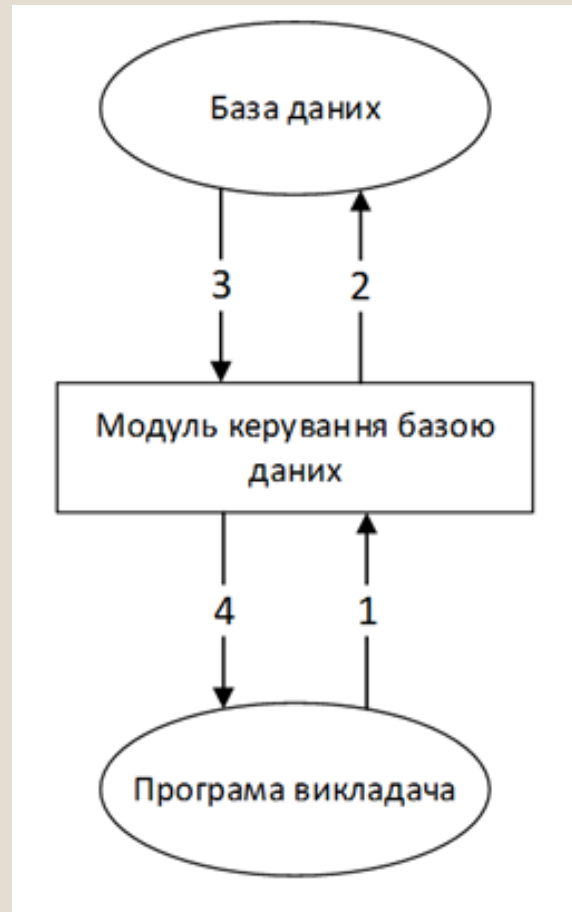 База даних
3 2
Модуль керування базою
даних
4 1
Програма викладача